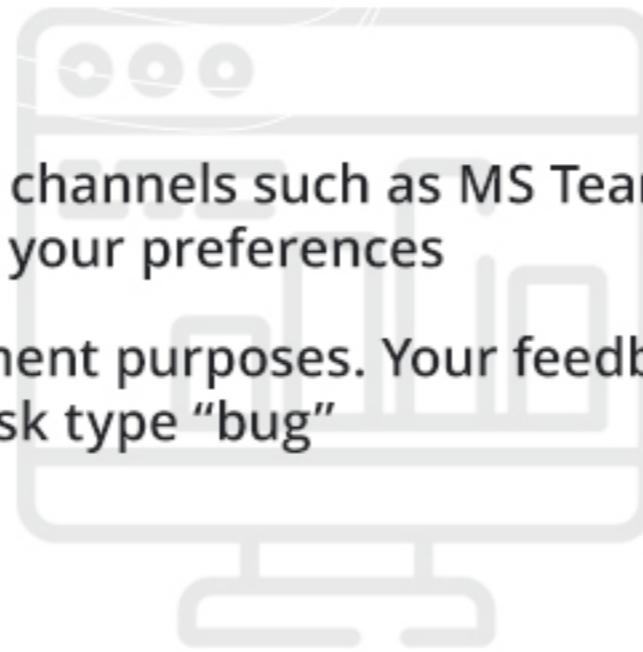 channels such as MS Tea
your preferences
nent purposes. Your feedb
sk type “bug”